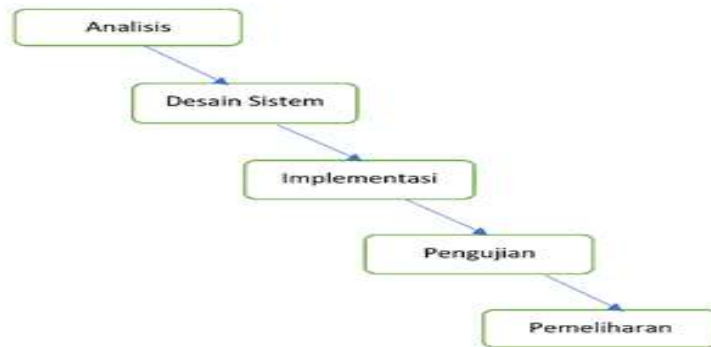 Analisis
Desain Sistem
Implementasi
Pengujian
Pemeliharan